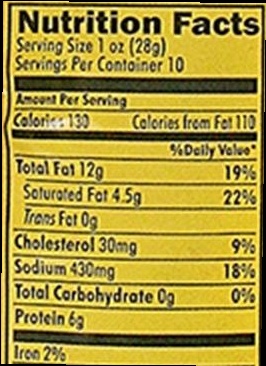 Nutrition Facts
Serving Size 1 oz (28g)
Servings Per Container 10
Amount Per Serving
Calories 130 Calories from Fat 110
%Daily Value*
Total Fat 12g 19%
Saturated Fat 4.5g 22%
Trans Fat 0g
Cholesterol 30mg 9%
Sodium 430mg 18%
Total Carbohydrate 0g 0%
Protein 6g
Iron 2%